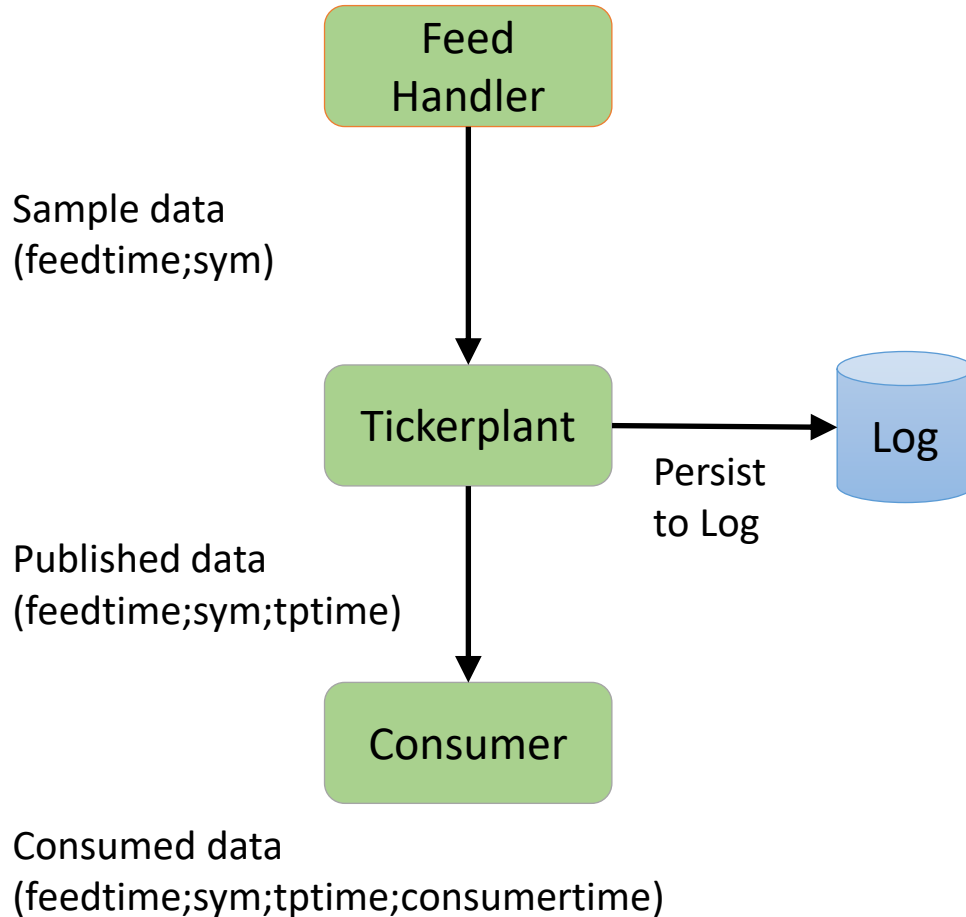 Feed
Handler
Sample data
(feedtime;sym)
Tickerplant
Log
Persist
to Log
Published data
(feedtime;sym;tptime)
Consumer
Consumed data
(feedtime;sym;tptime;consumertime)